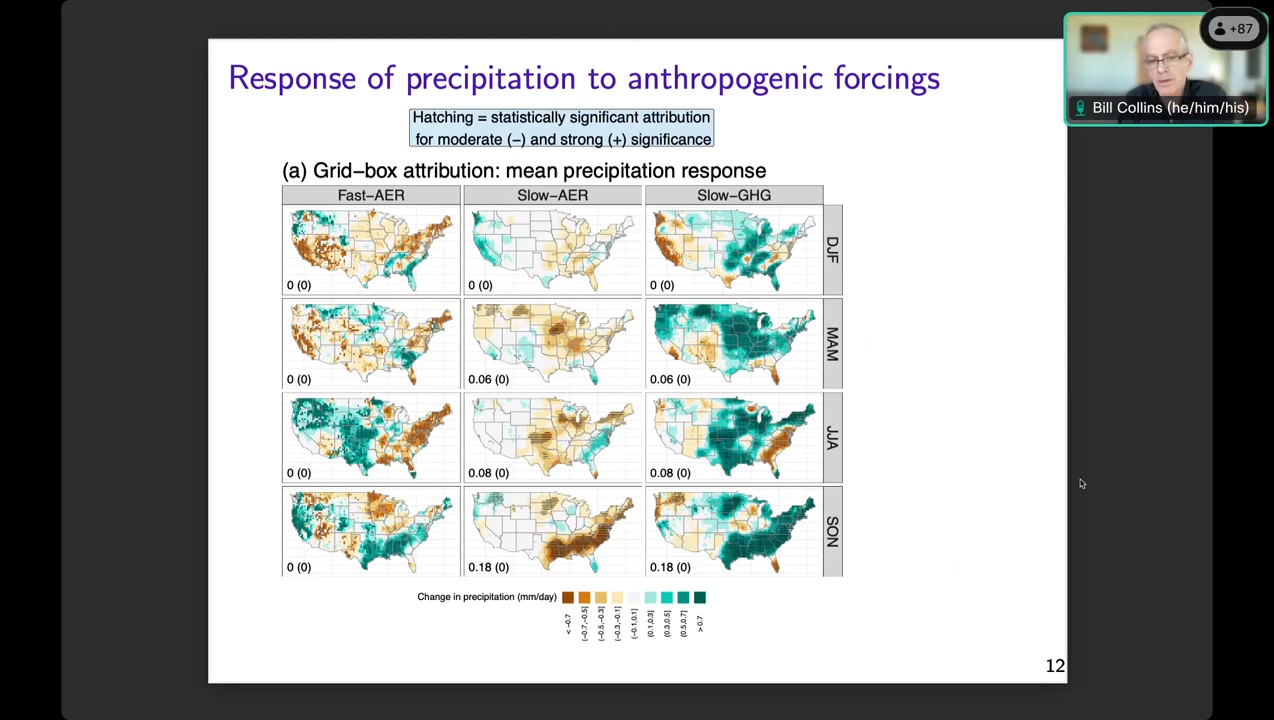 +87
Bill Collins (he/him/his)
Response of precipitation to anthropogenic forcings
Hatching = statistically significant attribution
for moderate (−) and strong (+) significance
(a) Grid−box attribution: mean precipitation response
Fast−AER
Slow−AER
Slow−GHG
0 (0)
0 (0)
0 (0)
DJF
0 (0)
0.06 (0)
0.06 (0)
MAM
0 (0)
0.08 (0)
0.08 (0)
JJA
0 (0)
0.18 (0)
0.18 (0)
SON
Change in precipitation (mm/day)
< −0.7
(−0.7,−0.5]
(−0.5,−0.3]
(−0.3,−0.1]
(−0.1,0.1]
(0.1,0.3]
(0.3,0.5]
(0.5,0.7]
> 0.7
12